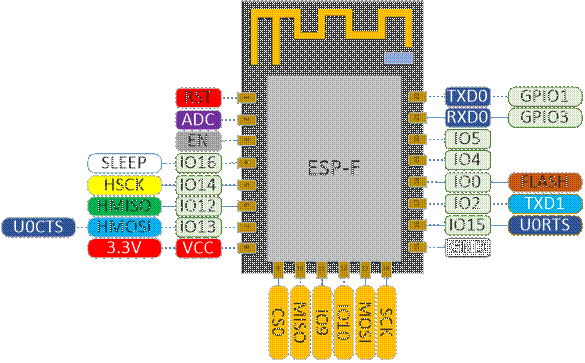 RST
ADC
EN
SLEEP IO16
HSCK IO14
HMISO IO12
U0CTS HMOSI IO13
3.3V VCC
ESP-F
TXD0 GPIO1
RXD0 GPIO3
IO5
IO4
IO0 FLASH
IO2 TXD1
IO15 U0RTS
GND
CS0
MISO
IO9
IO10
MOSI
SCK